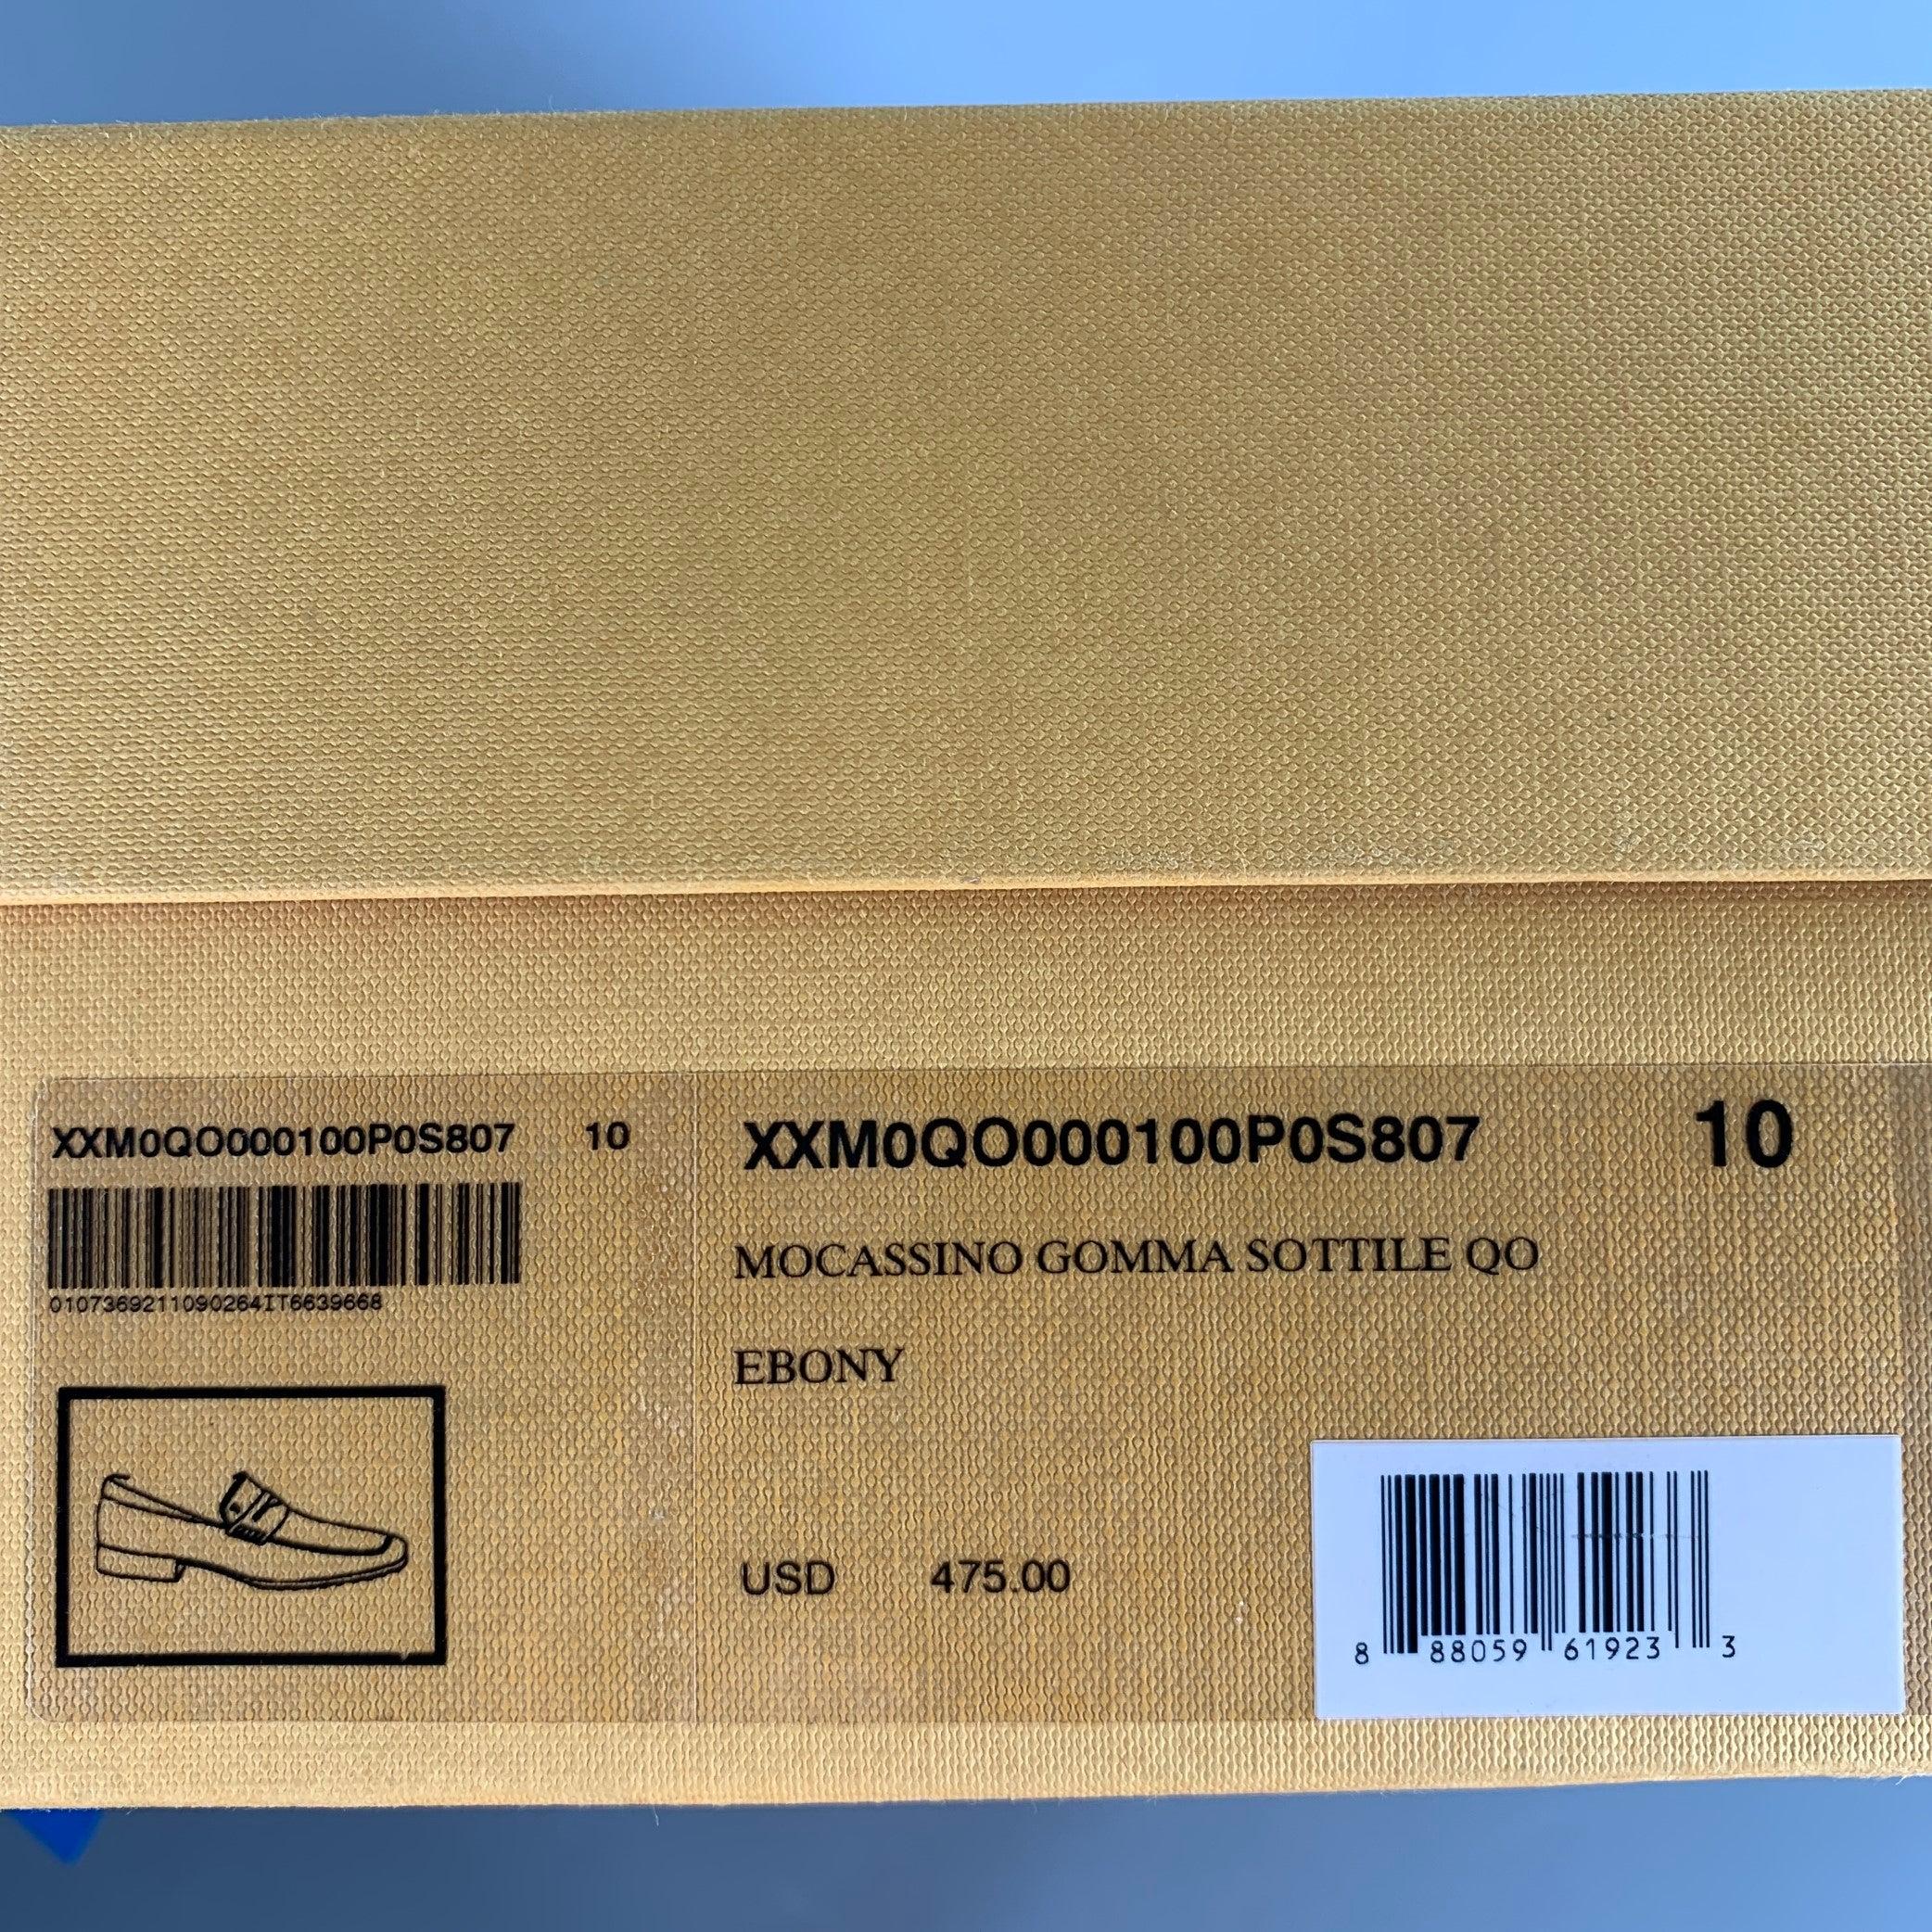 XXM0QO000100P0S807 10
0107369211090264IT6639668
XXM0QO000100P0S807 10
MOCASSINO GOMMA SOTTILE QO
EBONY
USD 475.00
8 88059 61923 3